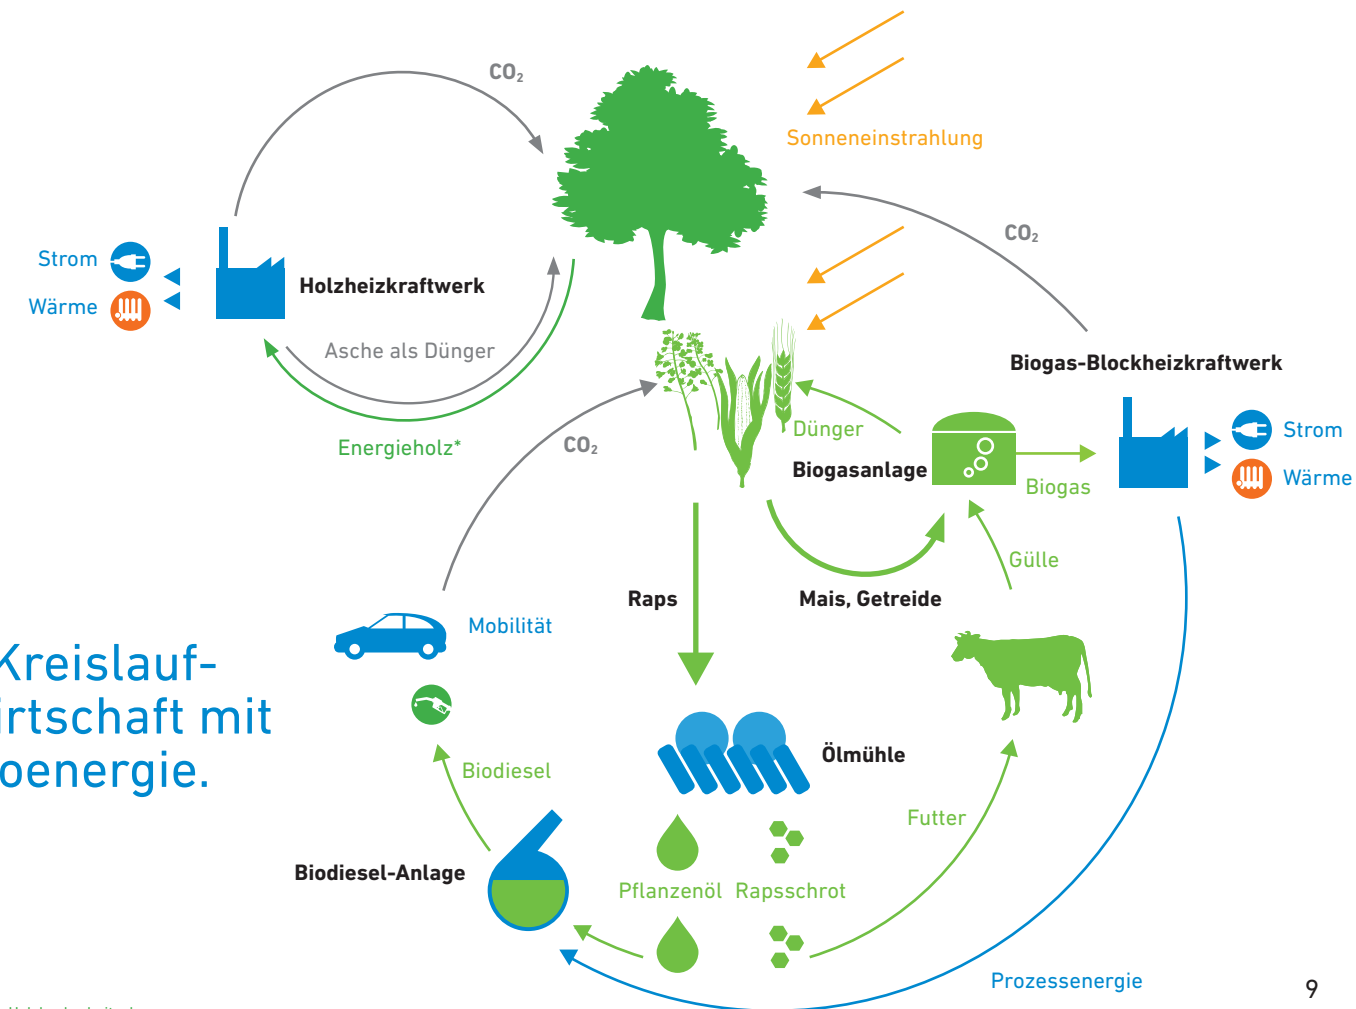 CO₂
Sonneneinstrahlung
CO₂
Strom
Wärme
Holzheizkraftwerk
Asche als Dünger
Energieholz*
Biogas-Blockheizkraftwerk
Dünger
CO₂
Biogasanlage
Biogas
Strom
Wärme
Gülle
Raps
Mais, Getreide
Mobilität
Kreislauf-
irtschaft mit
oenergie.
Ölmühle
Biodiesel
Futter
Biodiesel-Anlage
Pflanzenöl
Rapsschrot
Prozessenergie
9